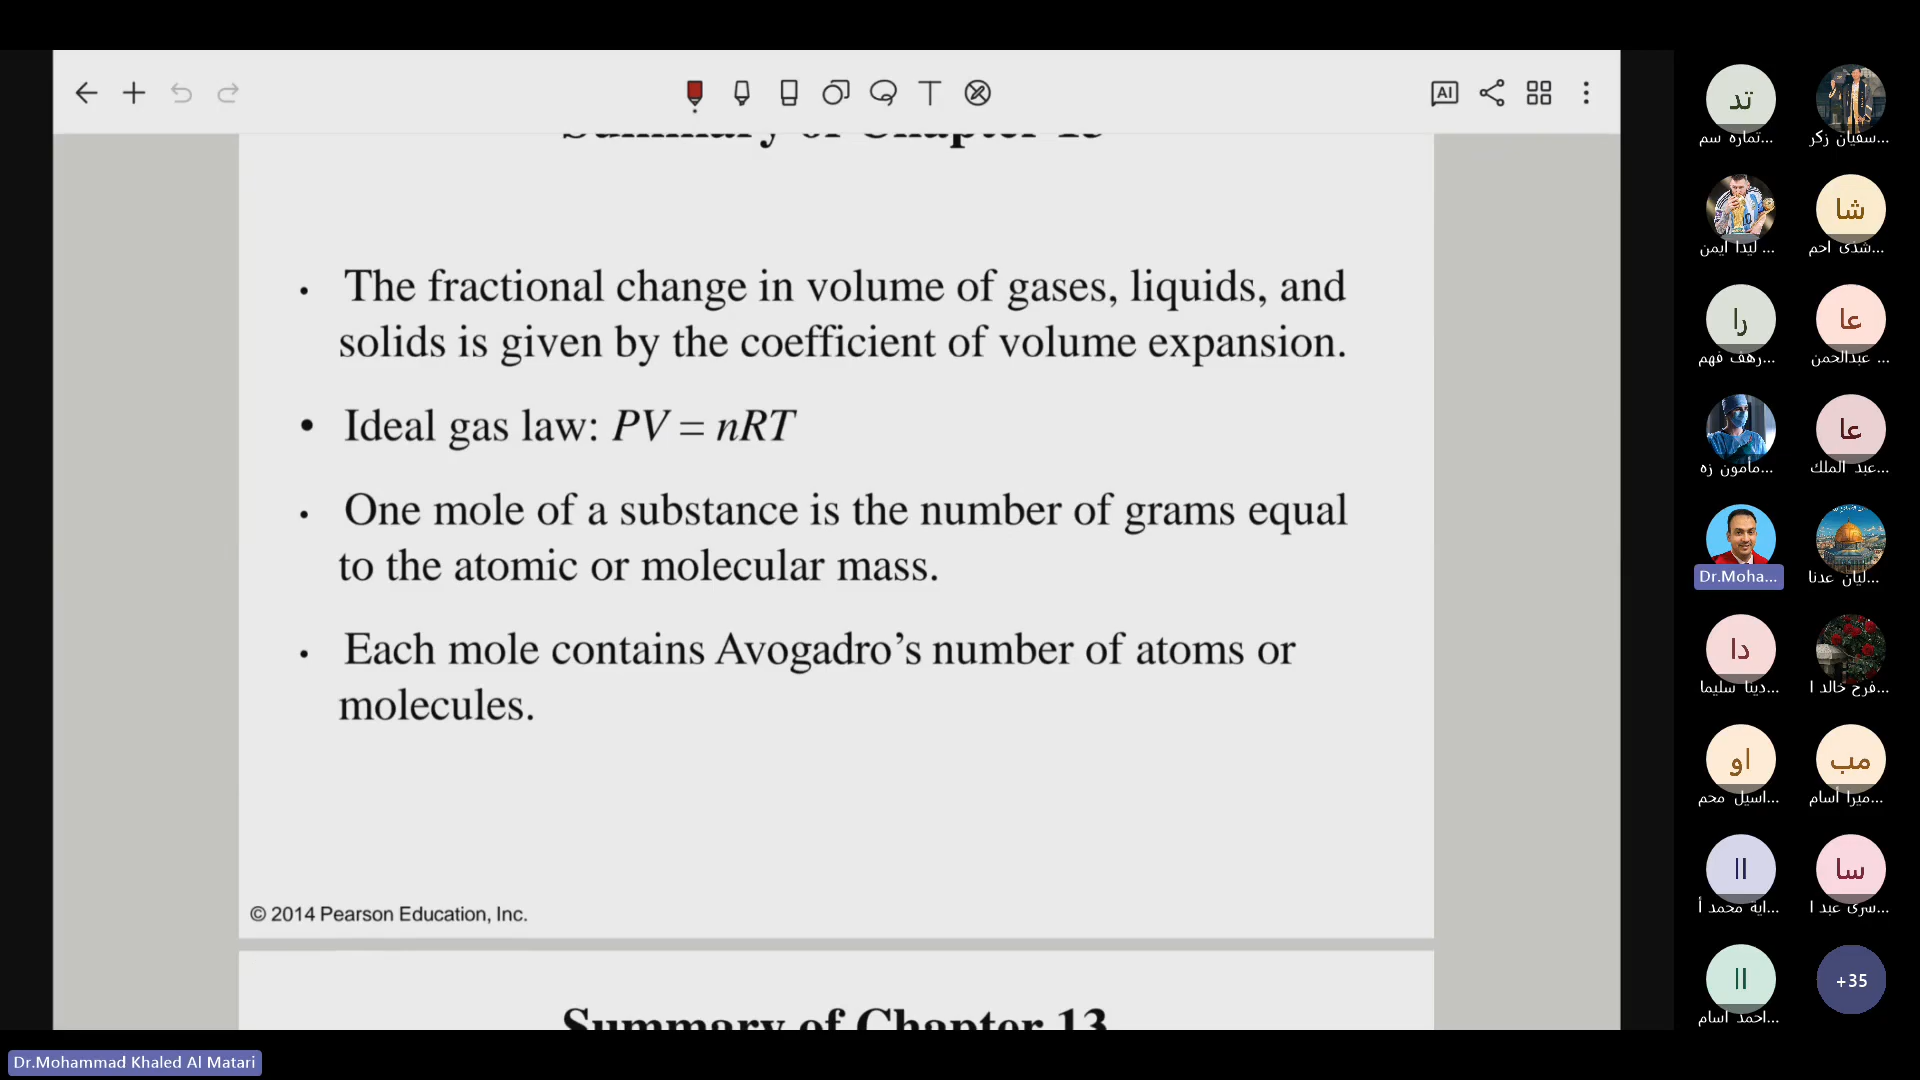 AI
The fractional change in volume of gases, liquids, and
solids is given by the coefficient of volume expansion.
• Ideal gas law: PV = nRT
One mole of a substance is the number of grams equal
to the atomic or molecular mass.
Each mole contains Avogadro’s number of atoms or
molecules.
© 2014 Pearson Education, Inc.
Summary of Chapter 13
تد
تماره سم...
سفيان زكر...
ليدا ايمن ...
شا
شذى احم...
را
رهف فهم...
عا
عبدالحمن ...
مأمون زه...
عا
عبد الملك...
Dr.Moha...
ليان عدنا...
دا
دينا سليما...
فرح خالد ا...
او
اسيل محم...
مب
ميرا أسام...
اا
اية محمد أ...
سا
سرى عبد ا...
اا
احمد اسام...
+35
Dr.Mohammad Khaled Al Matari